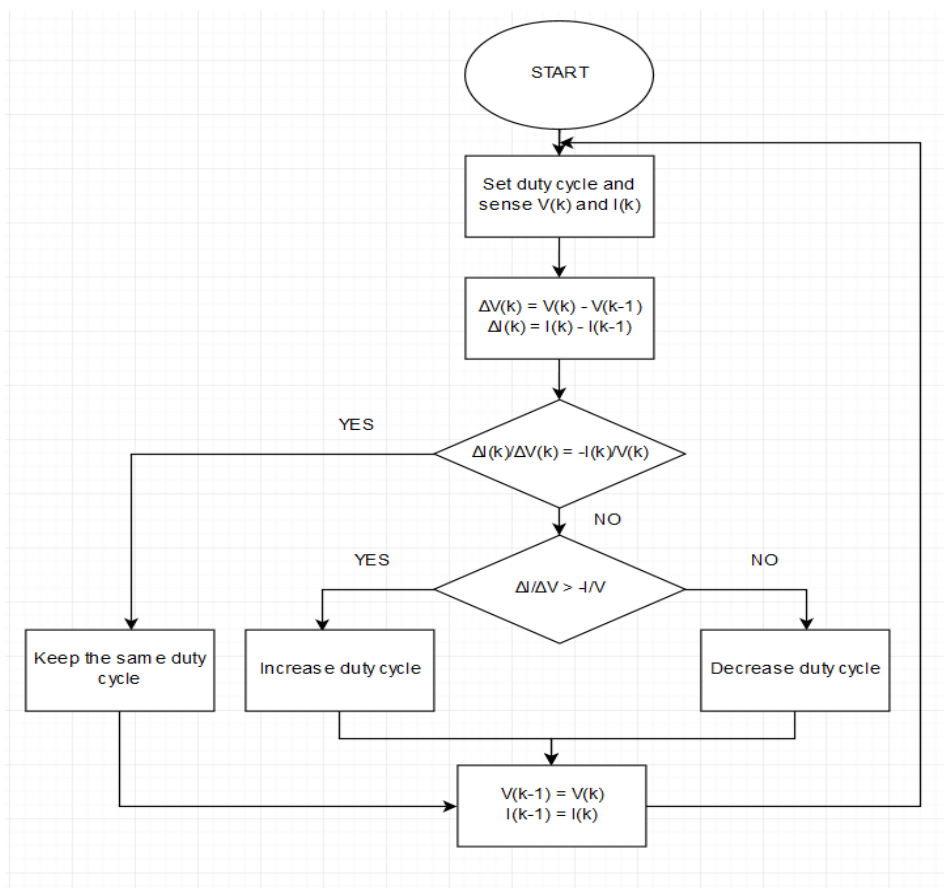 START
Set duty cycle and
sense V(k) and I(k)
ΔV(k) = V(k) - V(k-1)
ΔI(k) = I(k) - I(k-1)
YES
ΔI(k)/ΔV(k) = -I(k)/V(k)
NO
YES
ΔI/ΔV > -I/V
NO
Keep the same duty
cycle
Increase duty cycle
Decrease duty cycle
V(k-1) = V(k)
I(k-1) = I(k)